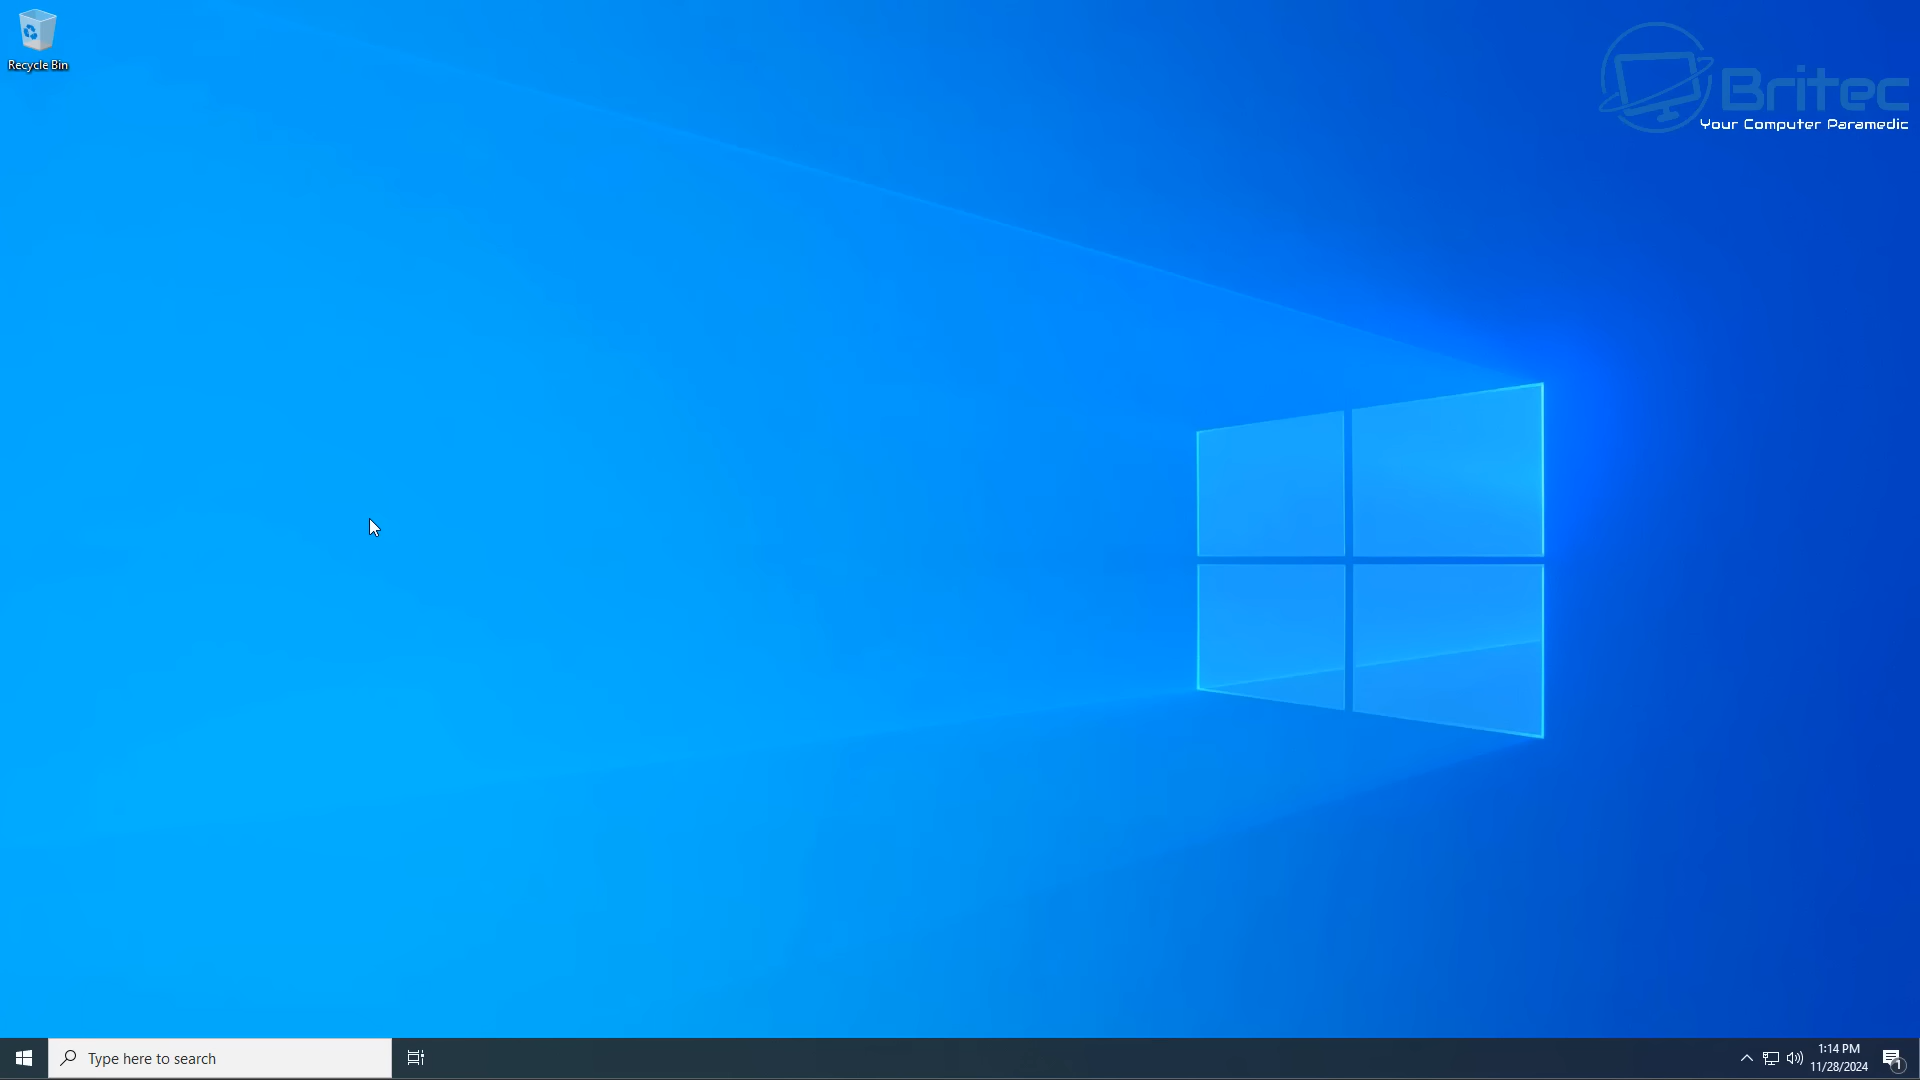 Recycle Bin
Britec
Your Computer Paramedic
Type here to search
1:14 PM
11/28/2024
1